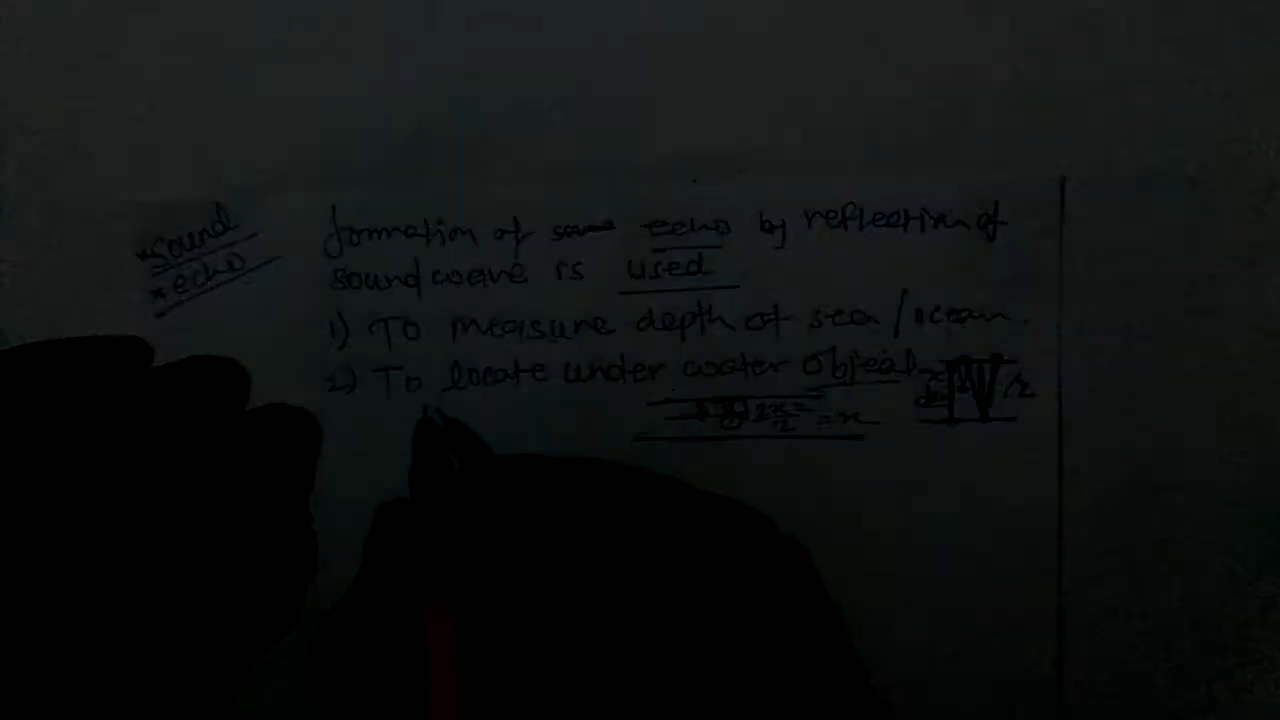 *sound
*echo
formation of echo by reflection of
sound wave is used
1) To measure depth of sea/ocean.
2) To locate under water object
= x